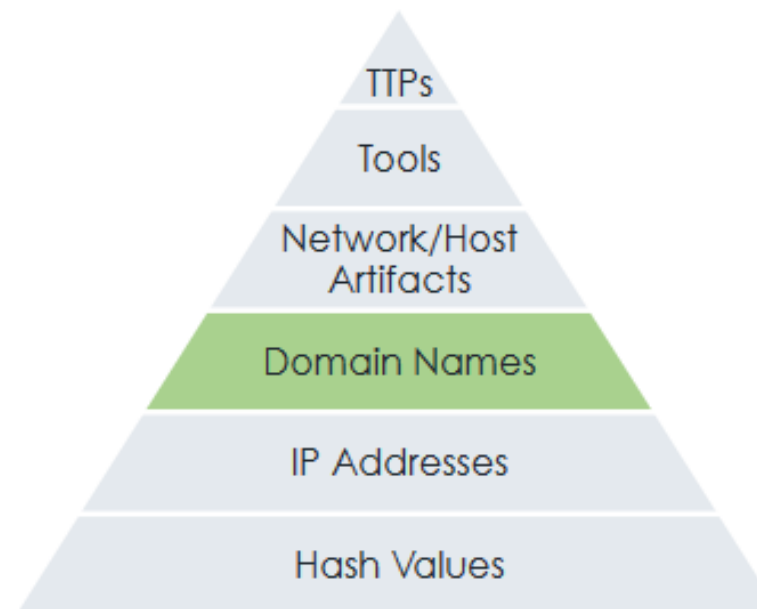 TTPs
Tools
Network/Host
Artifacts
Domain Names
IP Addresses
Hash Values